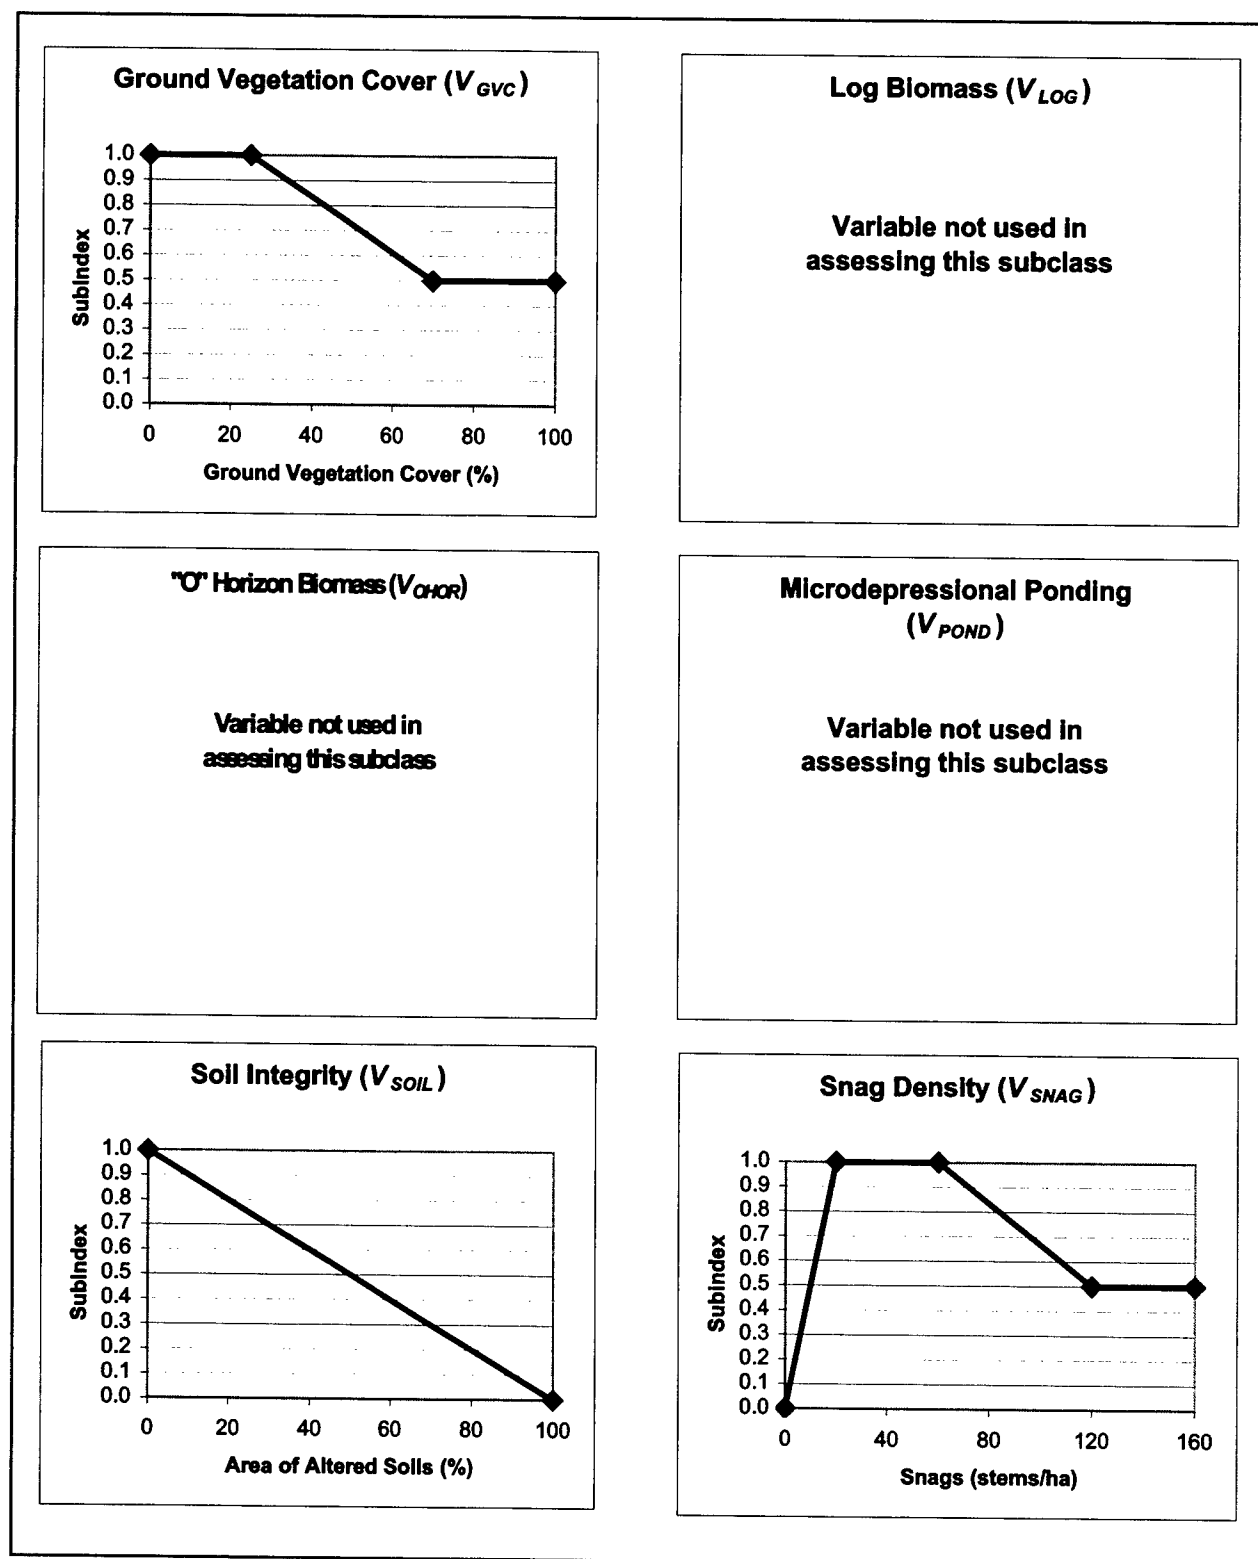 Ground Vegetation Cover (V GVC)
SubIndex
1.0
0.9
0.8
0.7
0.6
0.5
0.4
0.3
0.2
0.1
0.0
0 20 40 60 80 100
Ground Vegetation Cover (%)
Log Biomass (V LOG)
Variable not used in
assessing this subclass
"O" Horizon Biomass (V OHOR)
Variable not used in
assessing this subclass
Microdepressional Ponding
(V POND)
Variable not used in
assessing this subclass
Soil Integrity (V SOIL)
SubIndex
1.0
0.9
0.8
0.7
0.6
0.5
0.4
0.3
0.2
0.1
0.0
0 20 40 60 80 100
Area of Altered Soils (%)
Snag Density (V SNAG)
SubIndex
1.0
0.9
0.8
0.7
0.6
0.5
0.4
0.3
0.2
0.1
0.0
0 40 80 120 160
Snags (stems/ha)